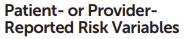 Patient- or Provider-
Reported Risk Variables